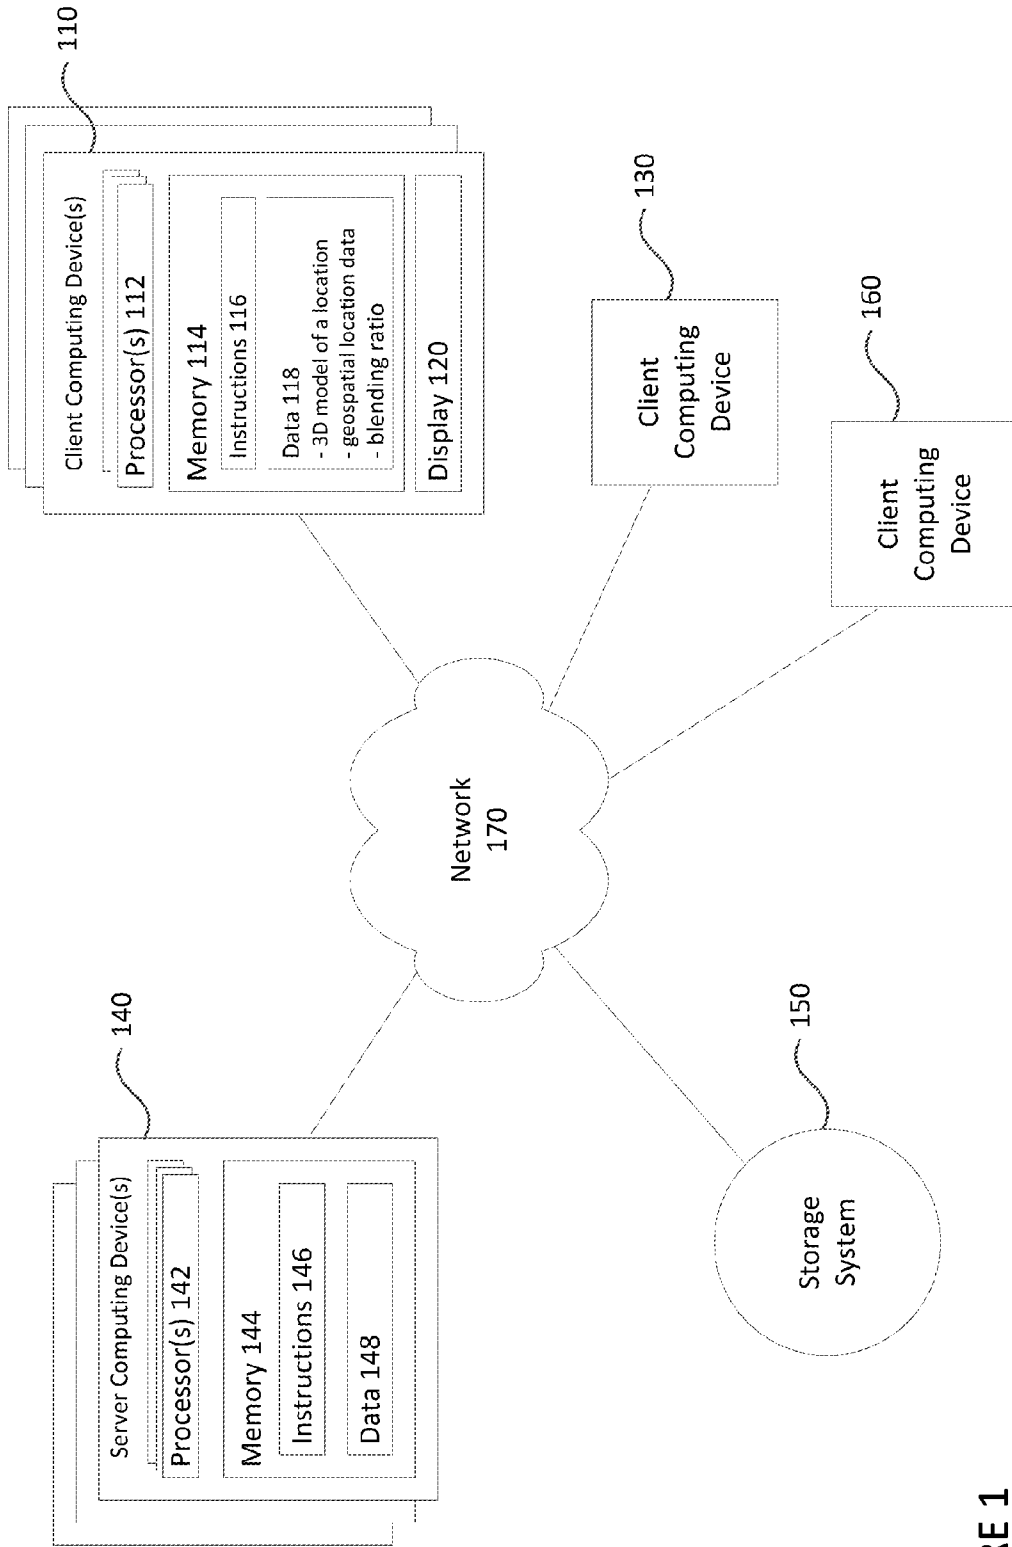 Server Computing Device(s)
Processor(s) 142
Memory 144
Instructions 146
Data 148
140
Client Computing Device(s)
Processor(s) 112
Memory 114
Instructions 116
Data 118
- 3D model of a location
- geospatial location data
- blending ratio
Display 120
110
Network
170
Storage
System
150
Client
Computing
Device
130
Client
Computing
Device
160
RE 1